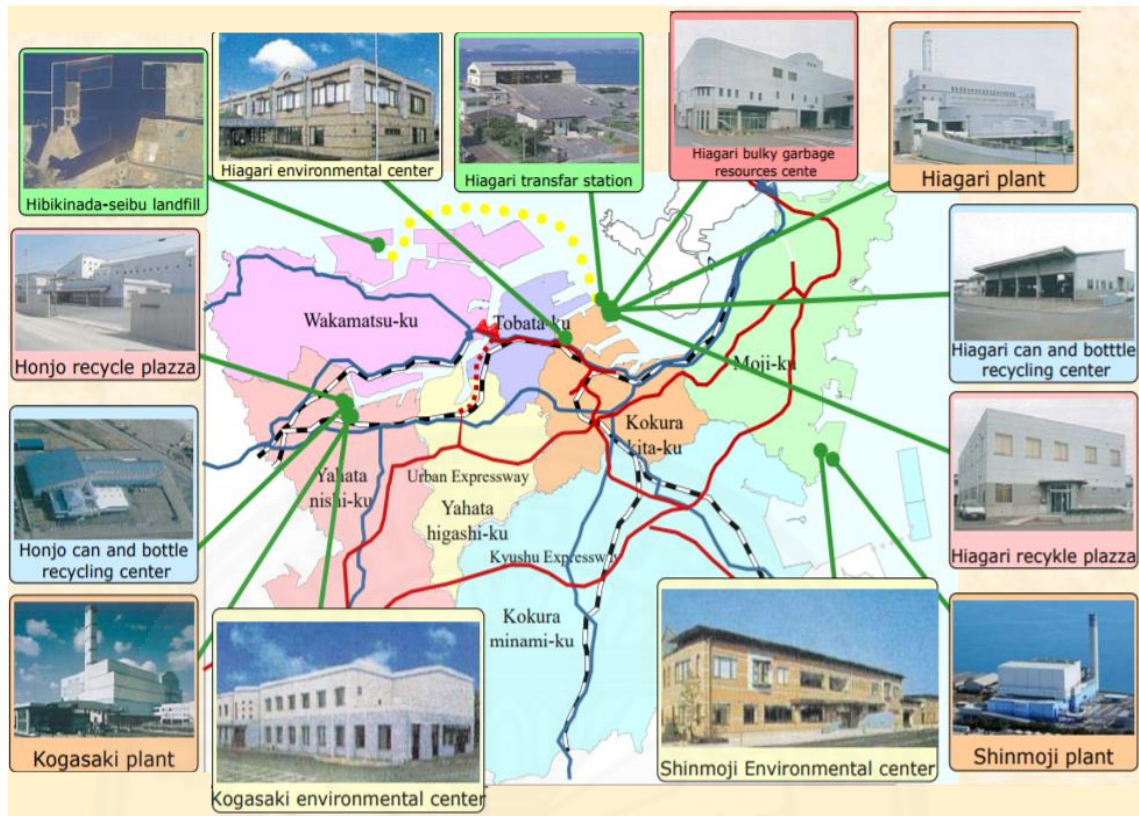 Hibikinada-seibu landfill
Hiagari environmental center
Hiagari transfar station
Hiagari bulky garbage
resources cente
Hiagari plant
Honjo recycle plazza
Hiagari can and botttle
recycling center
Honjo can and bottle
recycling center
Hiagari recykle plazza
Kogasaki plant
Kogasaki environmental center
Shinmoji Environmental center
Shinmoji plant
Wakamatsu-ku
Tobata-ku
Moji-ku
Kokura
kita-ku
Yahata
nishi-ku
Urban Expressway
Yahata
higashi-ku
Kyushu Expressway
Kokura
minami-ku